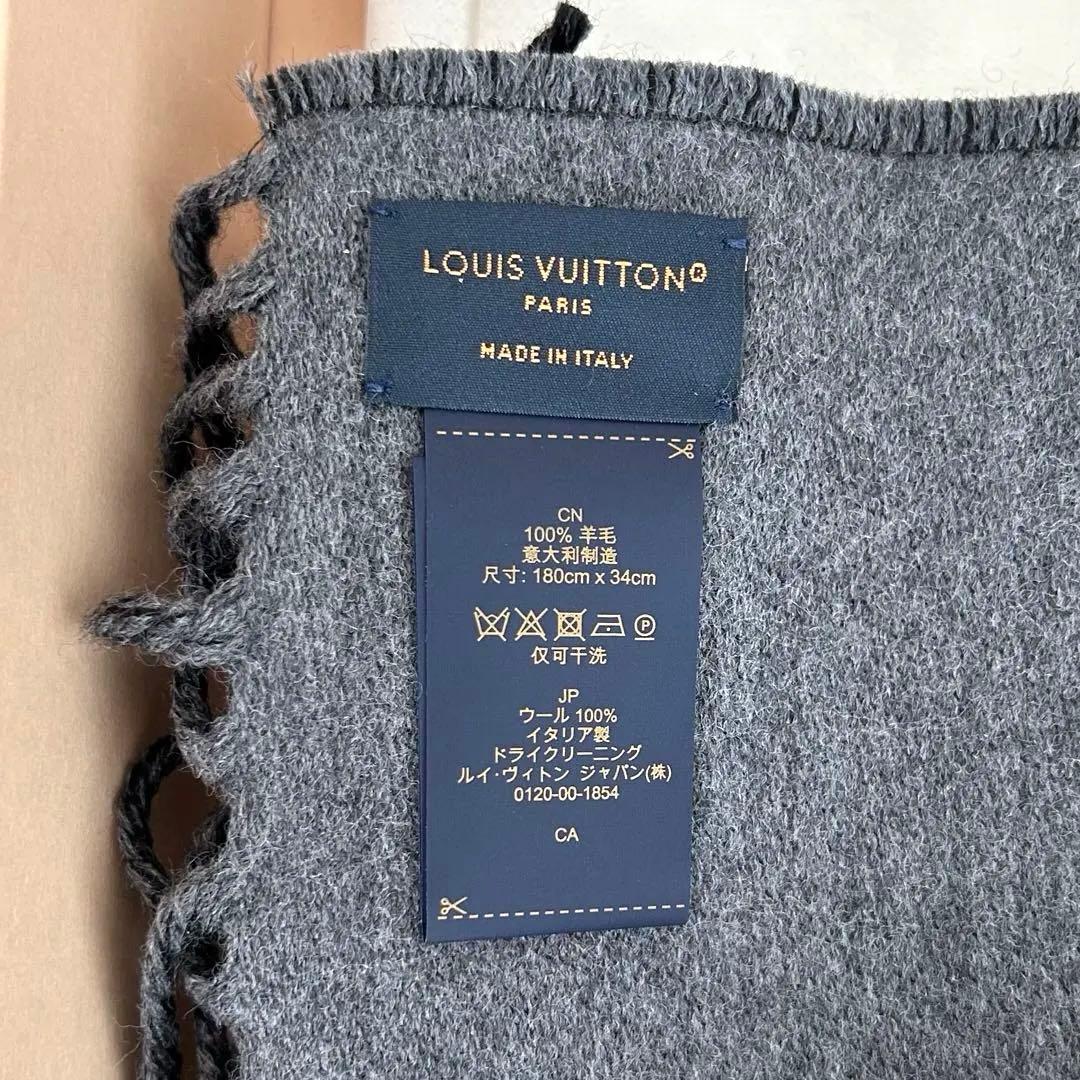 LOUIS VUITTON®
PARIS
MADE IN ITALY
CN
100% 羊毛
意大利制造
尺寸: 180cm x 34cm
P
仅可干洗
JP
ウール 100%
イタリア製
ドライクリーニング
ルイ・ヴィトン ジャパン(株)
0120-00-1854
CA